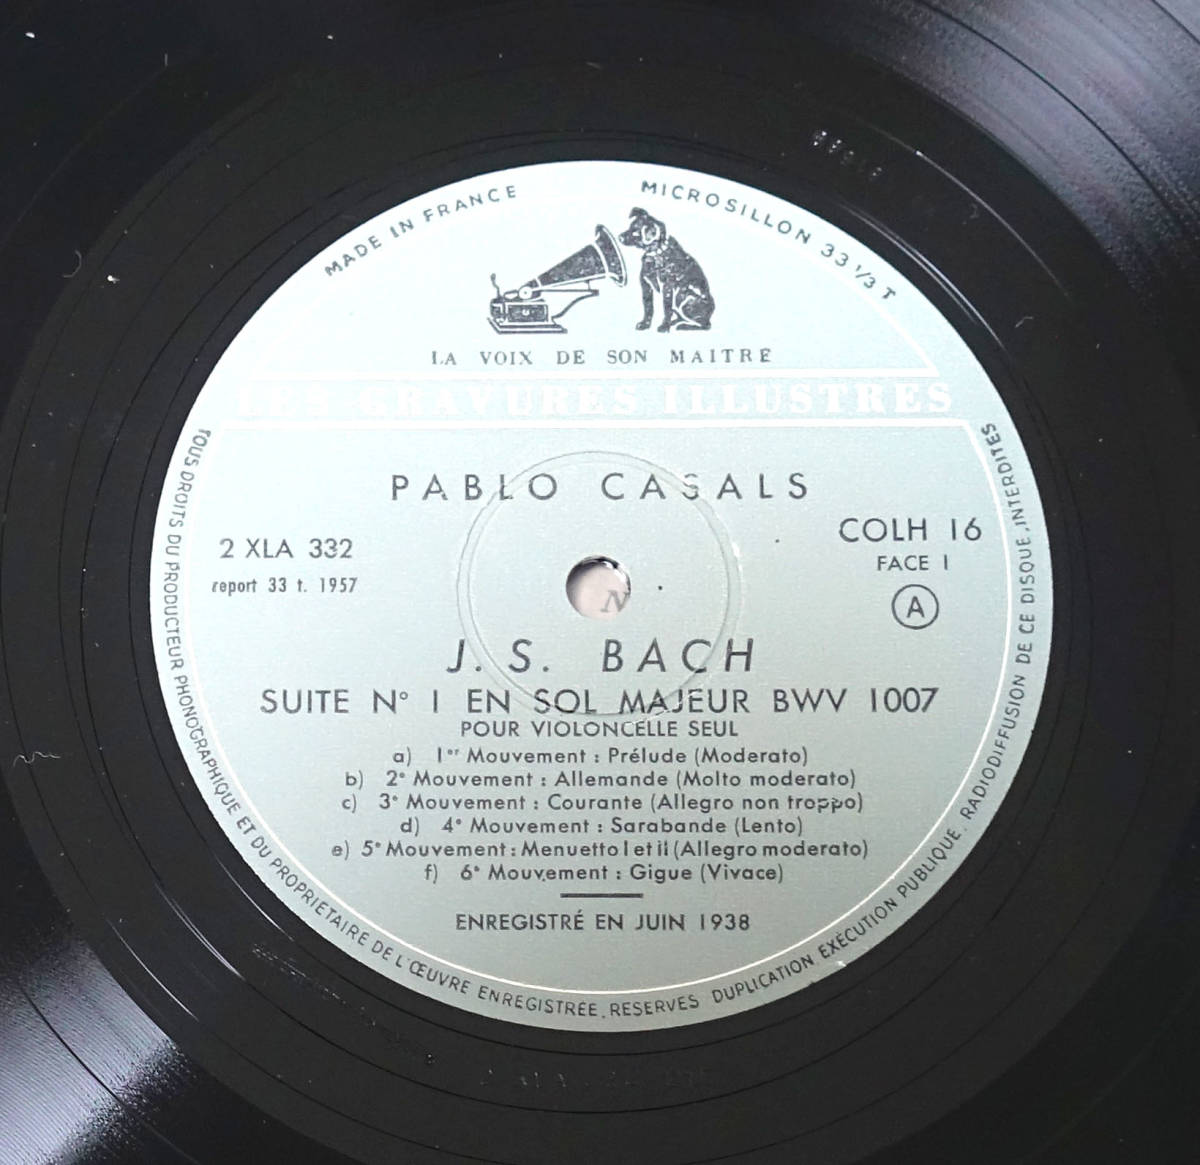 MADE IN FRANCE
MICROSILLON 33 1/3 T
LA VOIX DE SON MAITRE
LES GRAVURES ILLUSTRES
PABLO CASALS
2 XLA 332
report 33 t. 1957
COLH 16
FACE I
A
J. S. BACH
SUITE N° I EN SOL MAJEUR BWV 1007
POUR VIOLONCELLE SEUL
a) 1er Mouvement : Prélude (Moderato)
b) 2e Mouvement : Allemande (Molto moderato)
c) 3e Mouvement : Courante (Allegro non troppo)
d) 4e Mouvement : Sarabande (Lento)
e) 5e Mouvement : Menuetto I et II (Allegro moderato)
f) 6e Mouvement : Gigue (Vivace)
ENREGISTRÉ EN JUIN 1938
TOUS DROITS DU PRODUCTEUR PHONOGRAPHIQUE ET DU PROPRIETAIRE DE L'ŒUVRE ENREGISTRÉE. RESERVES DUPLICATION EXÉCUTION PUBLIQUE. RADIODIFFUSION DE CE DISQUE INTERDITES